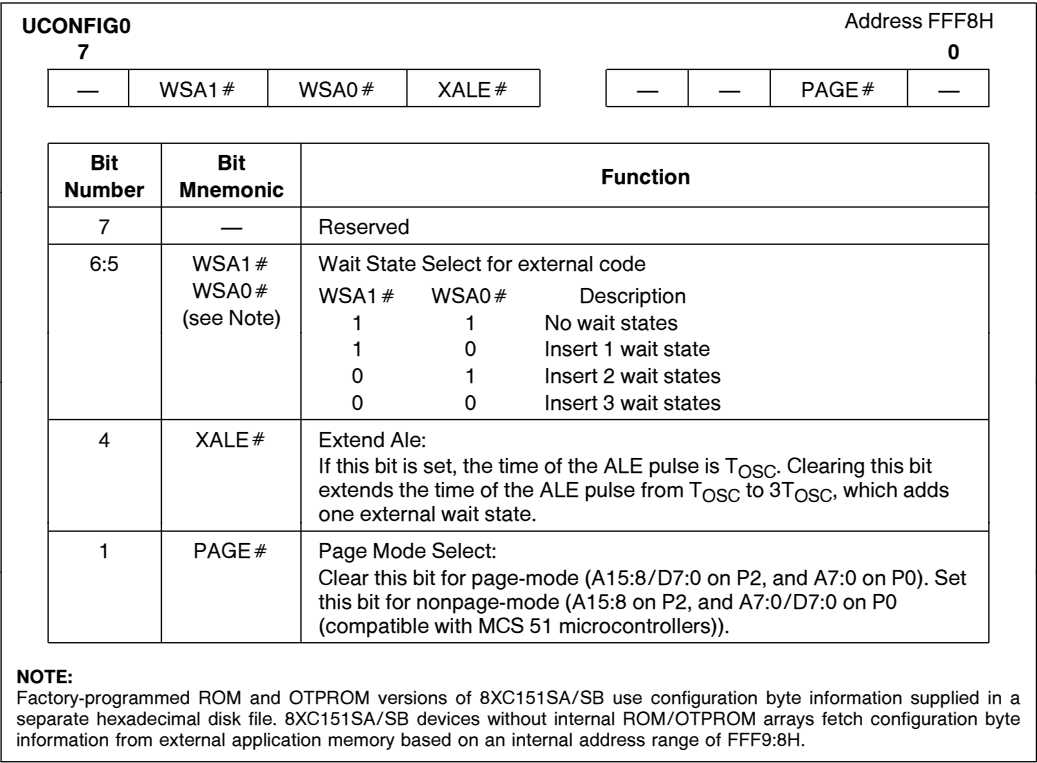 UCONFIG0 Address FFF8H
7 0
— WSA1# WSA0# XALE# — — PAGE# —
Bit Number Bit Mnemonic Function
7 — Reserved
6:5 WSA1# Wait State Select for external code
WSA0#
(see Note)
WSA1# WSA0# Description
1 1 No wait states
1 0 Insert 1 wait state
0 1 Insert 2 wait states
0 0 Insert 3 wait states
4 XALE# Extend Ale:
If this bit is set, the time of the ALE pulse is TOSC. Clearing this bit
extends the time of the ALE pulse from TOSC to 3TOSC, which adds
one external wait state.
1 PAGE# Page Mode Select:
Clear this bit for page-mode (A15:8/D7:0 on P2, and A7:0 on P0). Set
this bit for nonpage-mode (A15:8 on P2, and A7:0/D7:0 on P0
(compatible with MCS 51 microcontrollers)).
NOTE:
Factory-programmed ROM and OTPROM versions of 8XC151SA/SB use configuration byte information supplied in a
separate hexadecimal disk file. 8XC151SA/SB devices without internal ROM/OTPROM arrays fetch configuration byte
information from external application memory based on an internal address range of FFF9:8H.